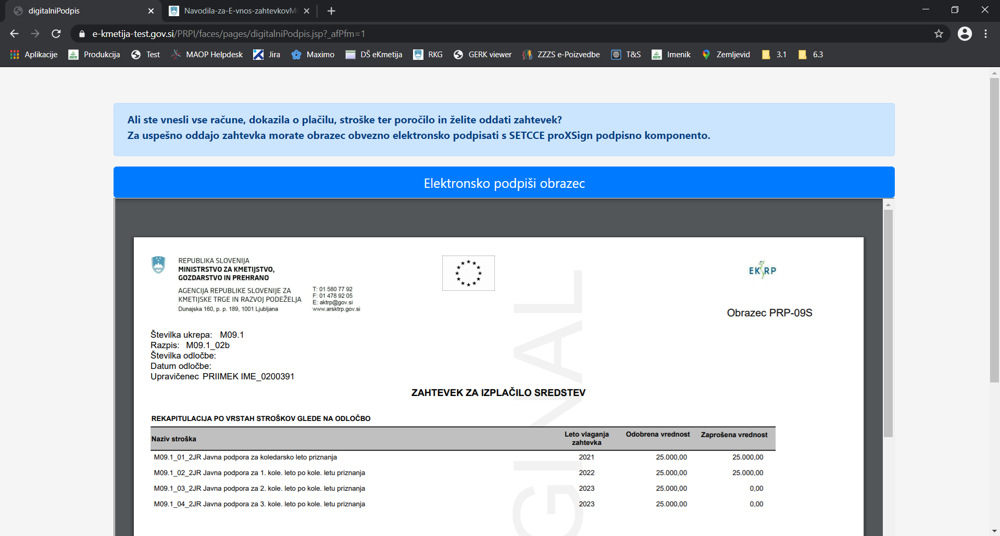 digitalniPodpis
Navodila-za-E-vnos-zahtevkovM
e-kmetija-test.gov.si/PRPI/faces/pages/digitalniPodpis.jsp?_afPfm=1
Aplikacije Produkcija Test MAOP Helpdesk Jira Maximo DŠ eKmetija RKG GERK viewer ZZZS e-Poizvedbe T&S Imenik Zemljevid 3.1 6.3
Ali ste vnesli vse račune, dokazila o plačilu, stroške ter poročilo in želite oddati zahtevek?
Za uspešno oddajo zahtevka morate obrazec obvezno elektronsko podpisati s SETCCE proXSign podpisno komponento.
Elektronsko podpiši obrazec
REPUBLIKA SLOVENIJA
MINISTRSTVO ZA KMETIJSTVO,
GOZDARSTVO IN PREHRANO
AGENCIJA REPUBLIKE SLOVENIJE ZA
KMETIJSKE TRGE IN RAZVOJ PODEŽELJA
Dunajska 160, p. p. 189, 1001 Ljubljana
T: 01 580 77 92
F: 01 478 92 05
E: aktrp@gov.si
www.arsktrp.gov.si
EKSRP
Obrazec PRP-09S
Številka ukrepa: M09.1
Razpis: M09.1_02b
Številka odločbe:
Datum odločbe:
Upravičenec PRIIMEK IME_0200391
ZAHTEVEK ZA IZPLAČILO SREDSTEV
REKAPITULACIJA PO VRSTAH STROŠKOV GLEDE NA ODLOČBO
Naziv stroška Leto vlaganja zahtevka Odobrena vrednost Zaprošena vrednost
M09.1_01_2JR Javna podpora za koledarsko leto priznanja 2021 25.000,00 25.000,00
M09.1_02_2JR Javna podpora za 1. kole. leto po kole. letu priznanja 2022 25.000,00 25.000,00
M09.1_03_2JR Javna podpora za 2. kole. leto po kole. letu priznanja 2023 25.000,00 0,00
M09.1_04_2JR Javna podpora za 3. kole. leto po kole. letu priznanja 2023 25.000,00 0,00
GINAL